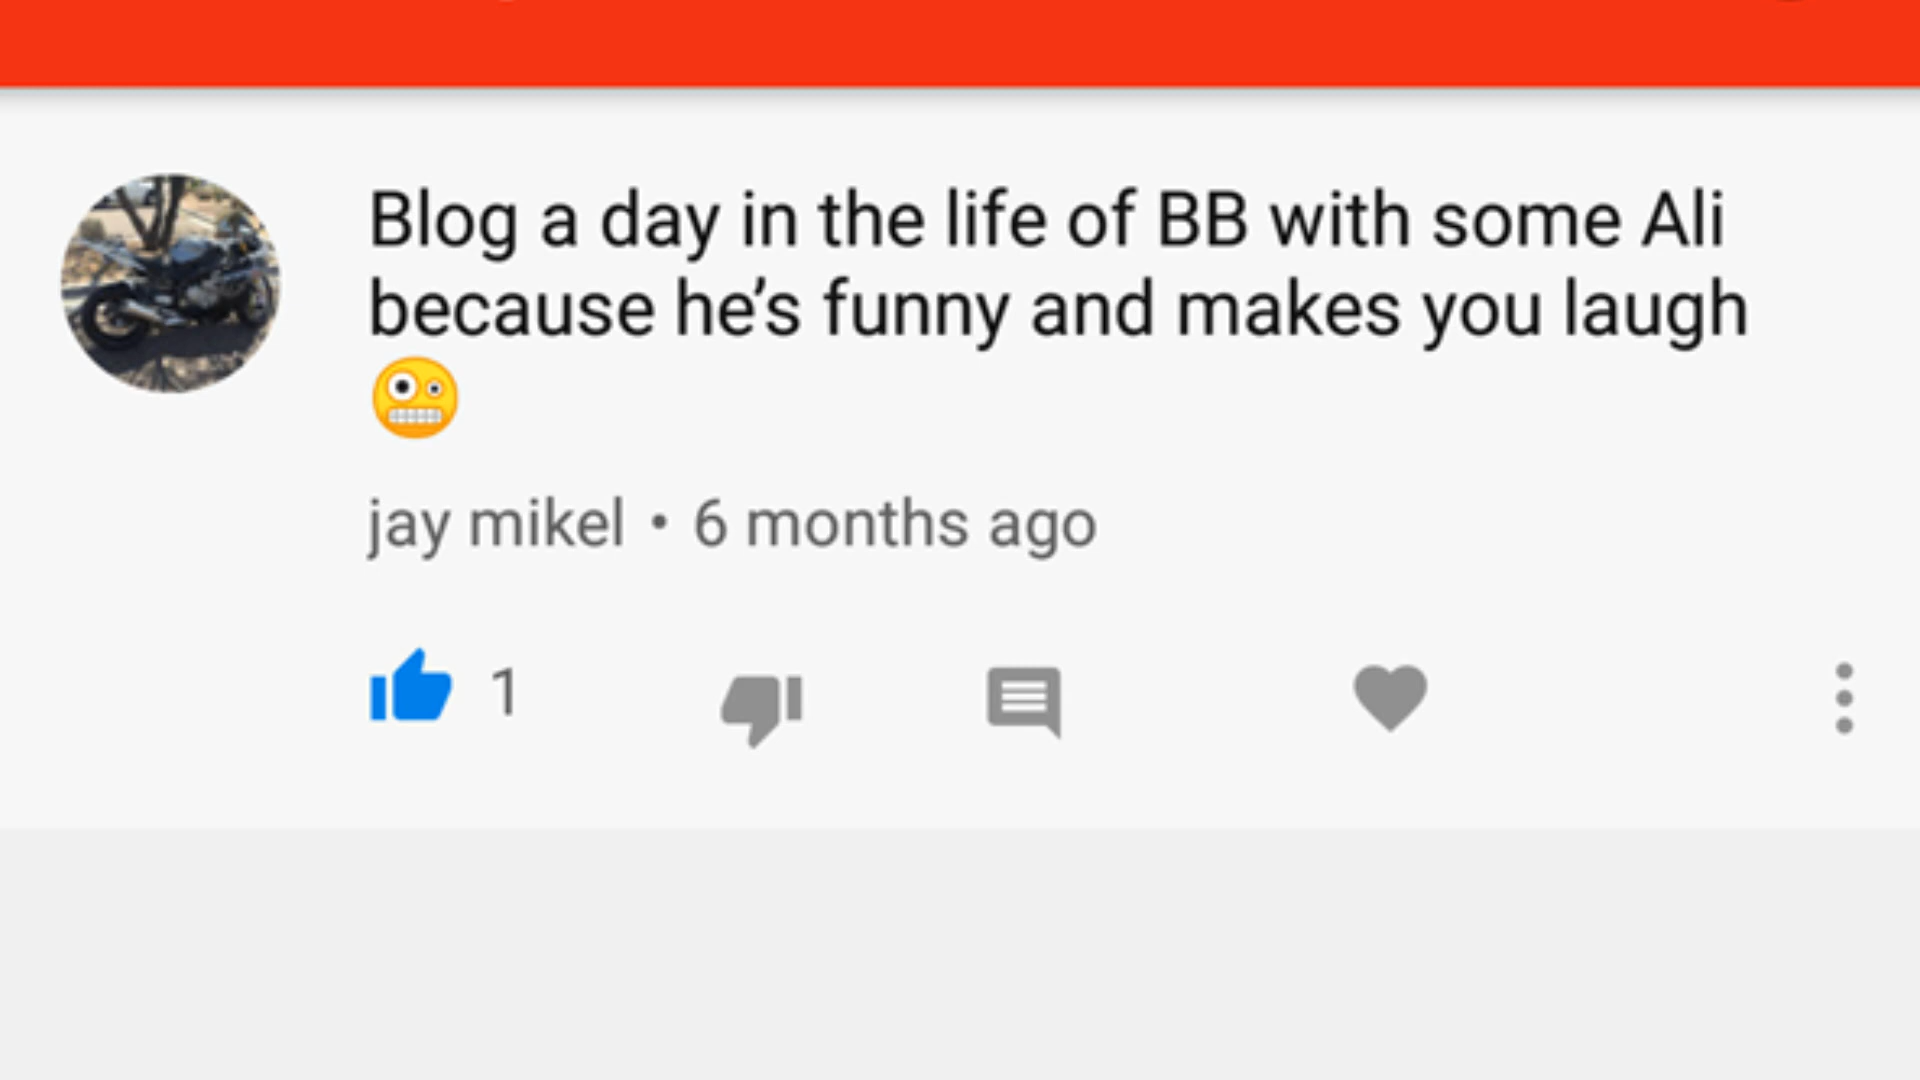 Blog a day in the life of BB with some Ali
because he’s funny and makes you laugh
🤪
jay mikel • 6 months ago
1